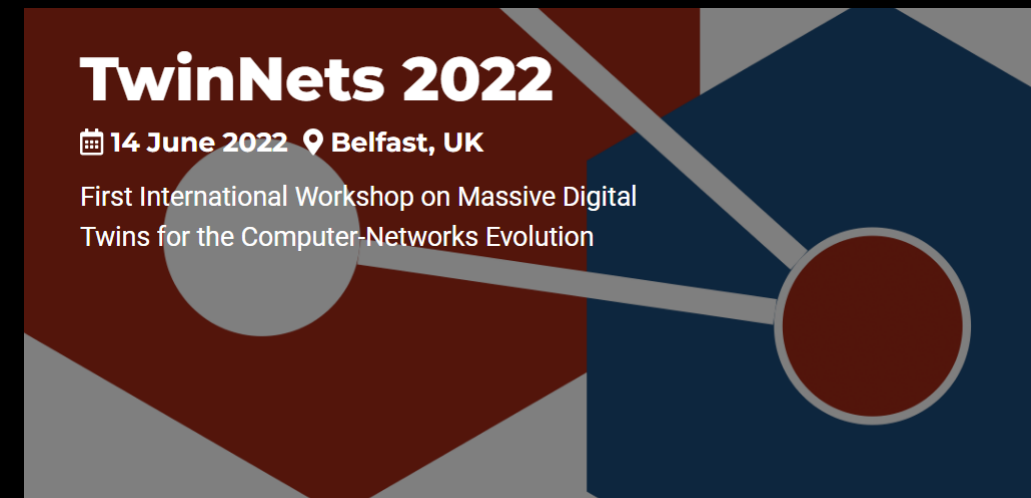 TwinNets 2022
14 June 2022 Belfast, UK
First International Workshop on Massive Digital
Twins for the Computer-Networks Evolution